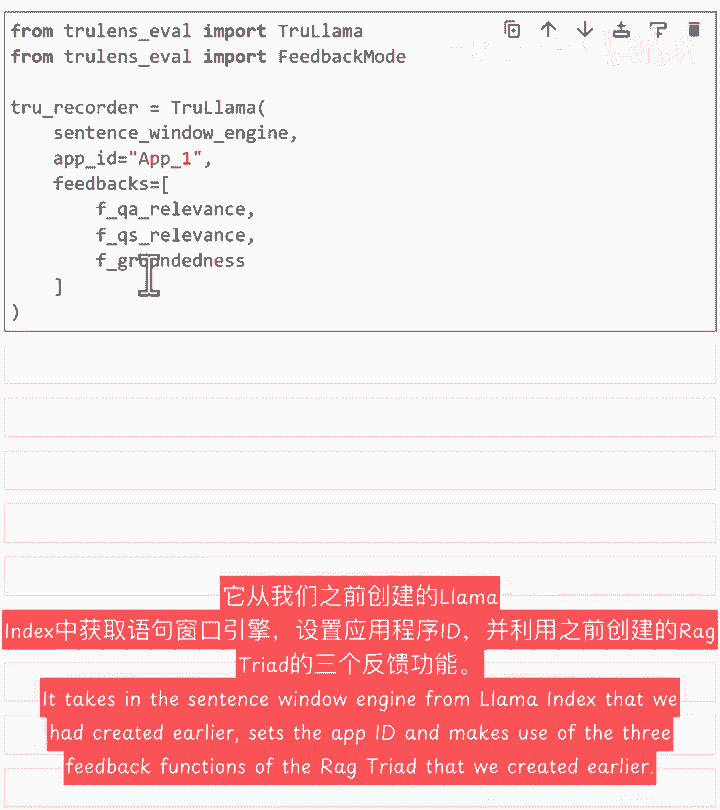 from trulens_eval import TruLlama
from trulens_eval import FeedbackMode
tru_recorder = TruLlama(
    sentence_window_engine,
    app_id="App_1",
    feedbacks=[
        f_qa_relevance,
        f_qs_relevance,
        f_groundedness
    ]
)
它从我们之前创建的Llama
Index中获取语句窗口引擎，设置应用程序ID，并利用之前创建的Rag
Triad的三个反馈功能。
It takes in the sentence window engine from Llama Index that we
had created earlier, sets the app ID and makes use of the three
feedback functions of the Rag Triad that we created earlier.